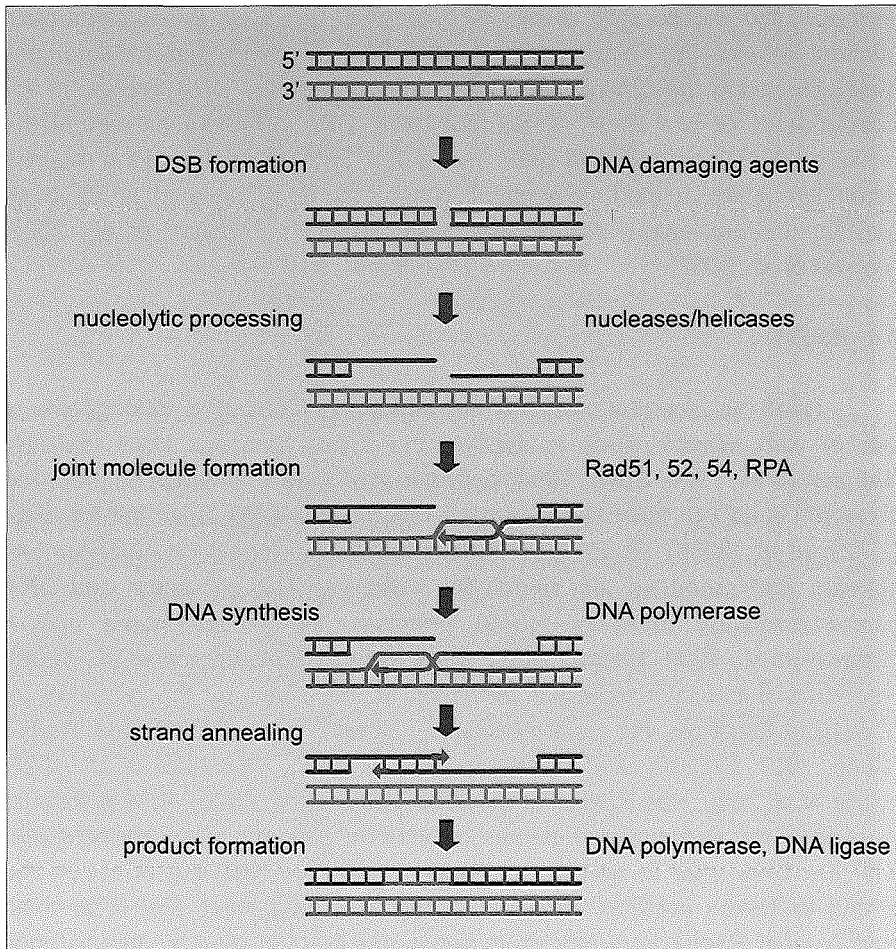 5'
3'
DSB formation DNA damaging agents
nucleolytic processing nucleases/helicases
joint molecule formation Rad51, 52, 54, RPA
DNA synthesis DNA polymerase
strand annealing
product formation DNA polymerase, DNA ligase